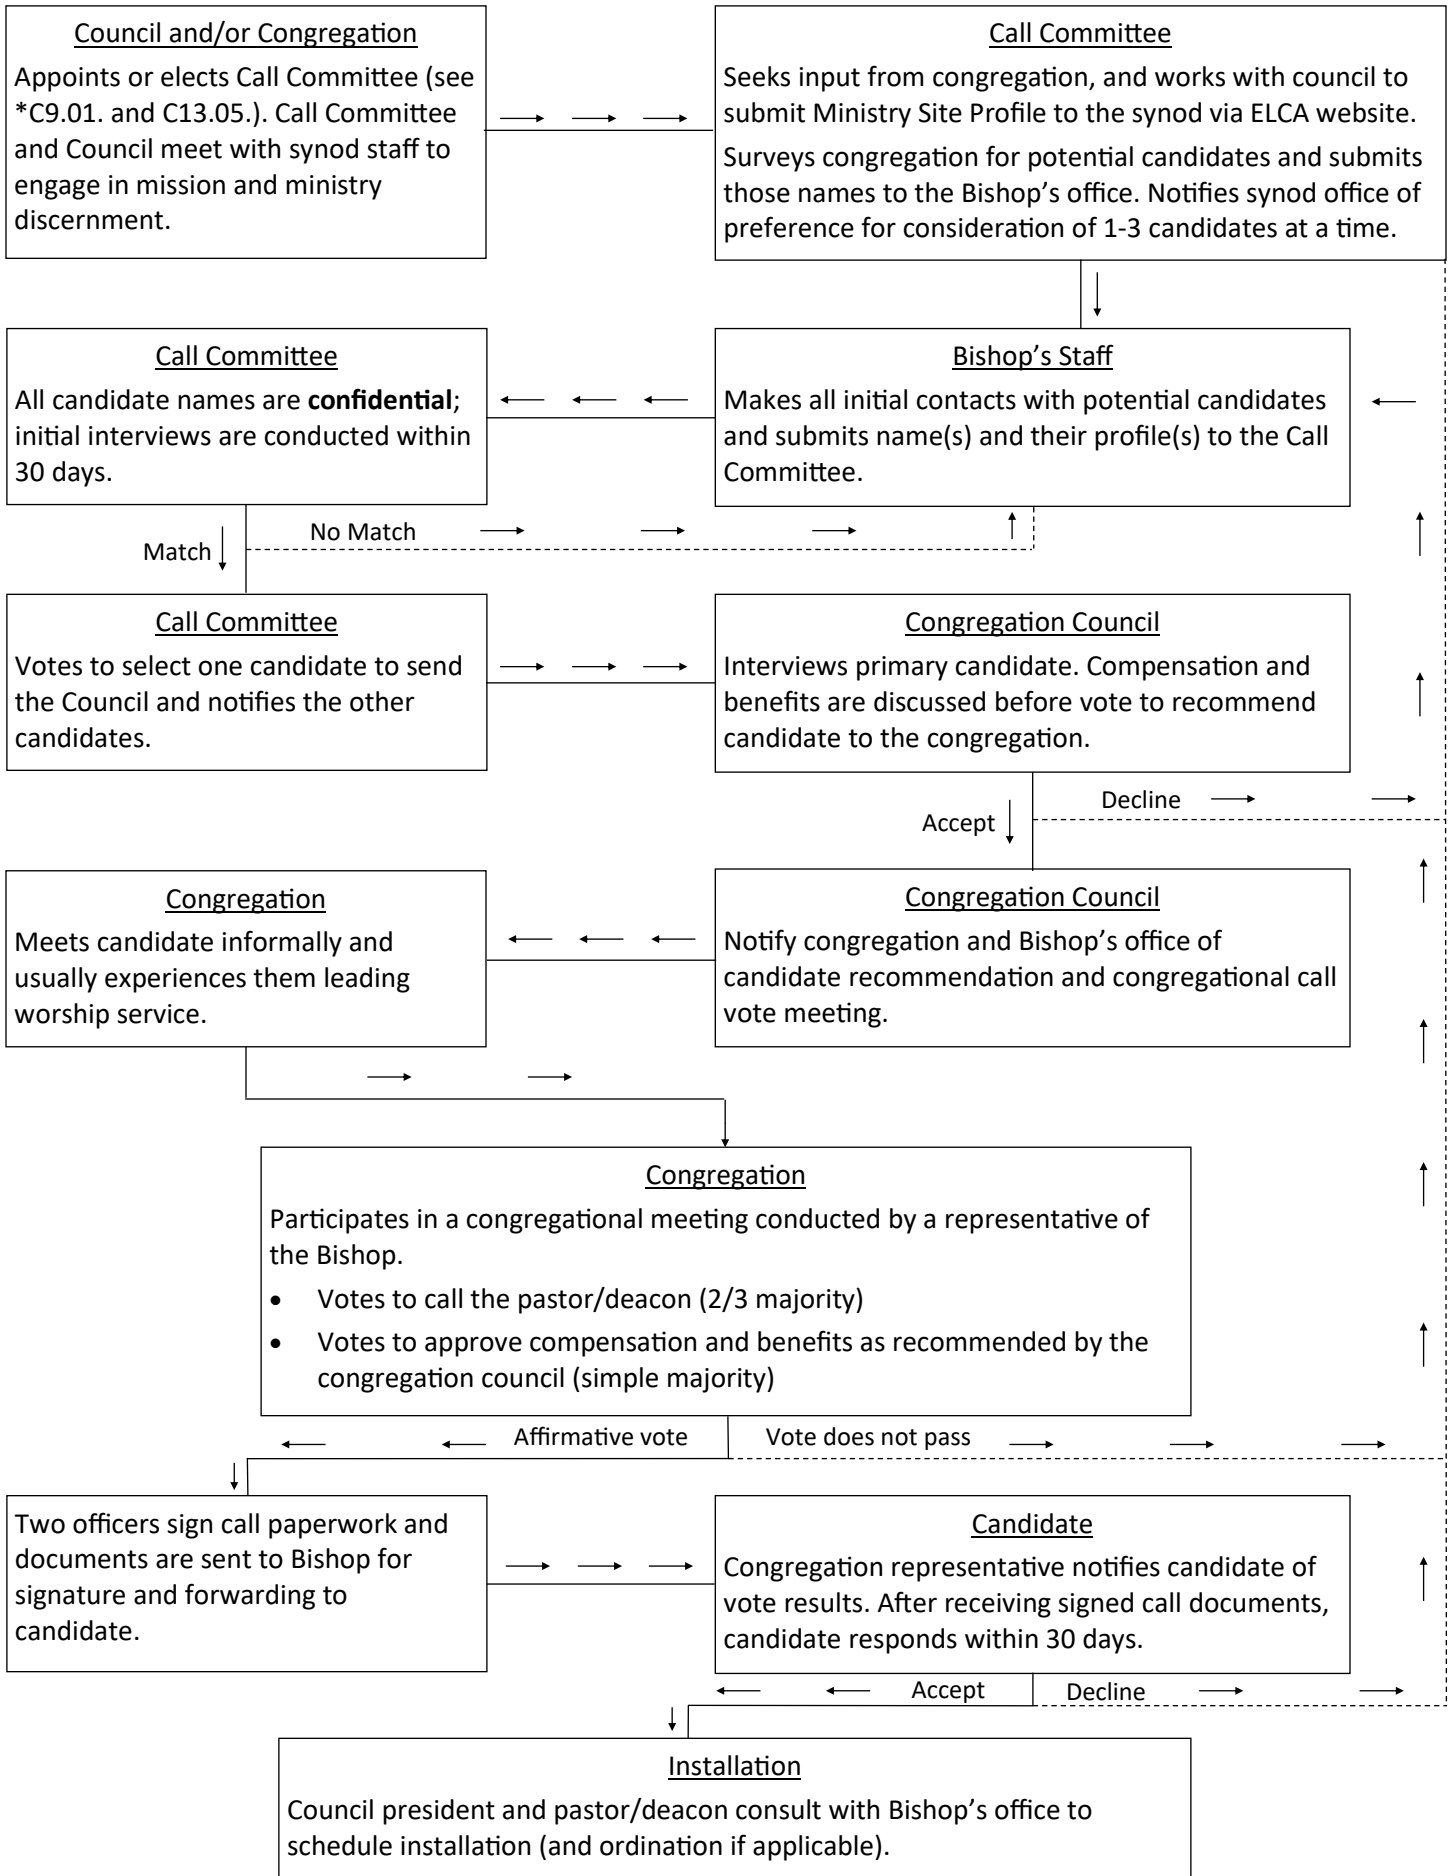 Council and/or Congregation
Appoints or elects Call Committee (see
*C9.01. and C13.05.). Call Committee
and Council meet with synod staff to
engage in mission and ministry
discernment.
Call Committee
Seeks input from congregation, and works with council to
submit Ministry Site Profile to the synod via ELCA website.
Surveys congregation for potential candidates and submits
those names to the Bishop’s office. Notifies synod office of
preference for consideration of 1-3 candidates at a time.
Bishop’s Staff
Makes all initial contacts with potential candidates
and submits name(s) and their profile(s) to the Call
Committee.
Call Committee
All candidate names are confidential;
initial interviews are conducted within
30 days.
No Match
Match
Call Committee
Votes to select one candidate to send
the Council and notifies the other
candidates.
Congregation Council
Interviews primary candidate. Compensation and
benefits are discussed before vote to recommend
candidate to the congregation.
Decline
Accept
Congregation Council
Notify congregation and Bishop’s office of
candidate recommendation and congregational call
vote meeting.
Congregation
Meets candidate informally and
usually experiences them leading
worship service.
Congregation
Participates in a congregational meeting conducted by a representative of
the Bishop.
• Votes to call the pastor/deacon (2/3 majority)
• Votes to approve compensation and benefits as recommended by the
congregation council (simple majority)
Affirmative vote
Vote does not pass
Two officers sign call paperwork and
documents are sent to Bishop for
signature and forwarding to
candidate.
Candidate
Congregation representative notifies candidate of
vote results. After receiving signed call documents,
candidate responds within 30 days.
Accept
Decline
Installation
Council president and pastor/deacon consult with Bishop’s office to
schedule installation (and ordination if applicable).